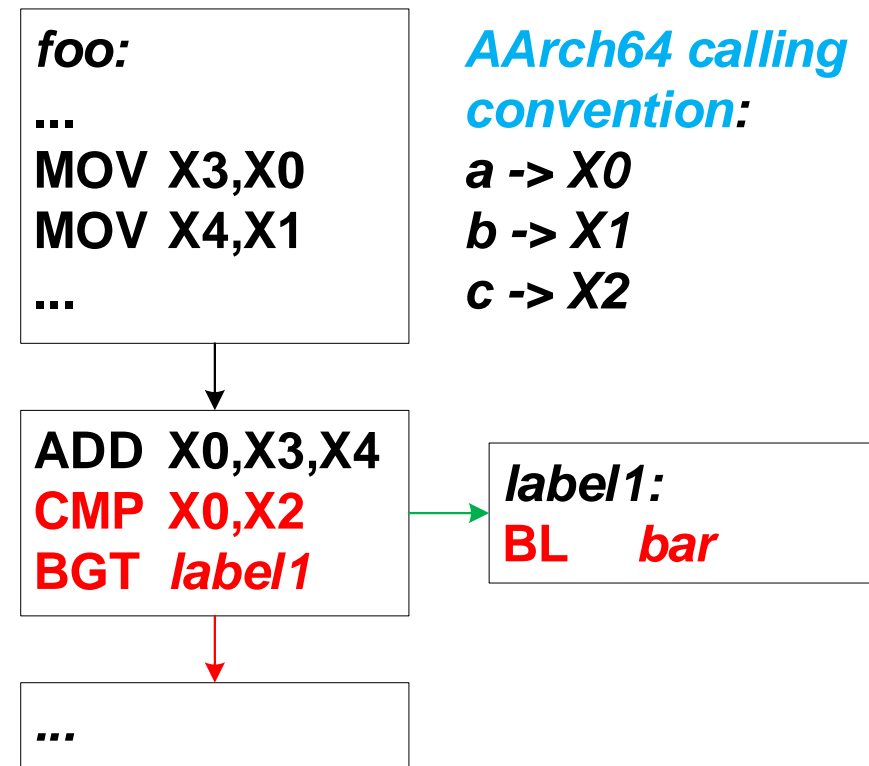 foo:
...
MOV X3,X0
MOV X4,X1
...
AArch64 calling
convention:
a -> X0
b -> X1
c -> X2
ADD X0,X3,X4
CMP X0,X2
BGT label1
label1:
BL bar
...